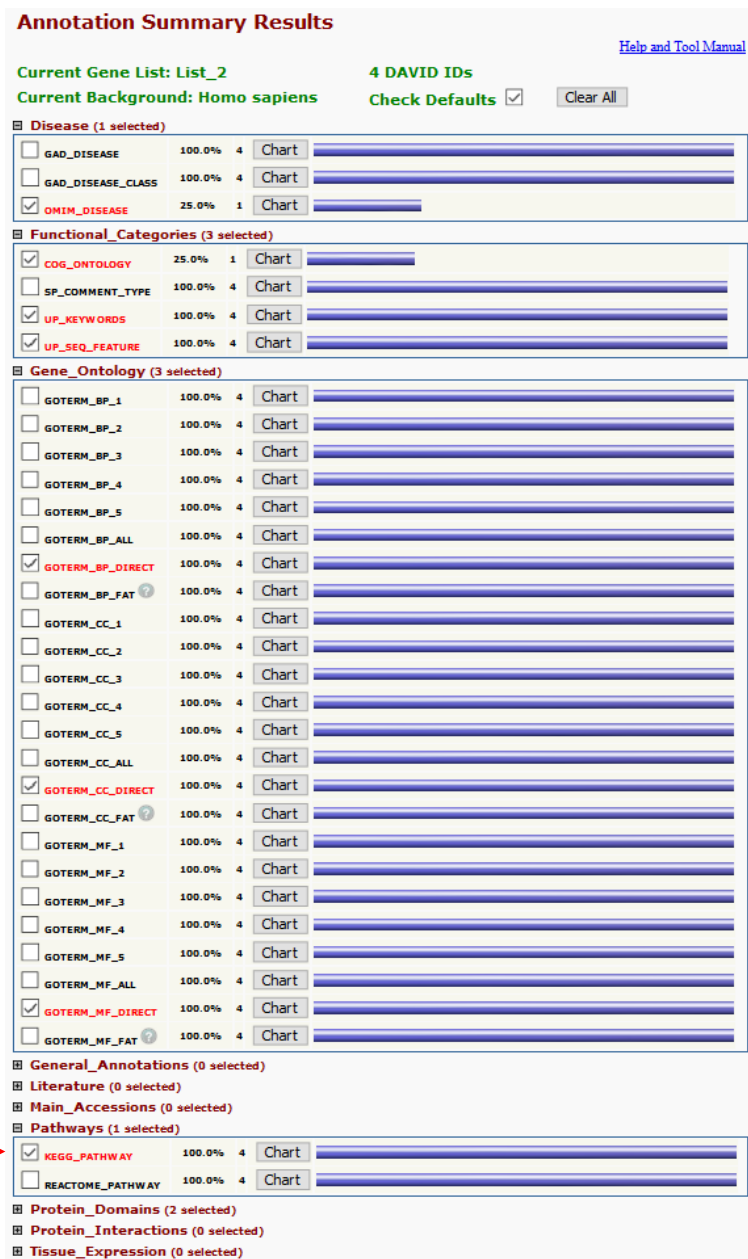 Annotation Summary Results
Help and Tool Manual
Current Gene List: List_2 4 DAVID IDs
Current Background: Homo sapiens Check Defaults Clear All
Disease (1 selected)
GAD_DISEASE 100.0% 4 Chart
GAD_DISEASE_CLASS 100.0% 4 Chart
OMIM_DISEASE 25.0% 1 Chart
Functional_Categories (3 selected)
COG_ONTOLOGY 25.0% 1 Chart
SP_COMMENT_TYPE 100.0% 4 Chart
UP_KEYWORDS 100.0% 4 Chart
UP_SEQ_FEATURE 100.0% 4 Chart
Gene_Ontology (3 selected)
GOTERM_BP_1 100.0% 4 Chart
GOTERM_BP_2 100.0% 4 Chart
GOTERM_BP_3 100.0% 4 Chart
GOTERM_BP_4 100.0% 4 Chart
GOTERM_BP_5 100.0% 4 Chart
GOTERM_BP_ALL 100.0% 4 Chart
GOTERM_BP_DIRECT 100.0% 4 Chart
GOTERM_BP_FAT ? 100.0% 4 Chart
GOTERM_CC_1 100.0% 4 Chart
GOTERM_CC_2 100.0% 4 Chart
GOTERM_CC_3 100.0% 4 Chart
GOTERM_CC_4 100.0% 4 Chart
GOTERM_CC_5 100.0% 4 Chart
GOTERM_CC_ALL 100.0% 4 Chart
GOTERM_CC_DIRECT 100.0% 4 Chart
GOTERM_CC_FAT ? 100.0% 4 Chart
GOTERM_MF_1 100.0% 4 Chart
GOTERM_MF_2 100.0% 4 Chart
GOTERM_MF_3 100.0% 4 Chart
GOTERM_MF_4 100.0% 4 Chart
GOTERM_MF_5 100.0% 4 Chart
GOTERM_MF_ALL 100.0% 4 Chart
GOTERM_MF_DIRECT 100.0% 4 Chart
GOTERM_MF_FAT ? 100.0% 4 Chart
General_Annotations (0 selected)
Literature (0 selected)
Main_Accessions (0 selected)
Pathways (1 selected)
KEGG_PATHWAY 100.0% 4 Chart
REACTOME_PATHWAY 100.0% 4 Chart
Protein_Domains (2 selected)
Protein_Interactions (0 selected)
Tissue_Expression (0 selected)